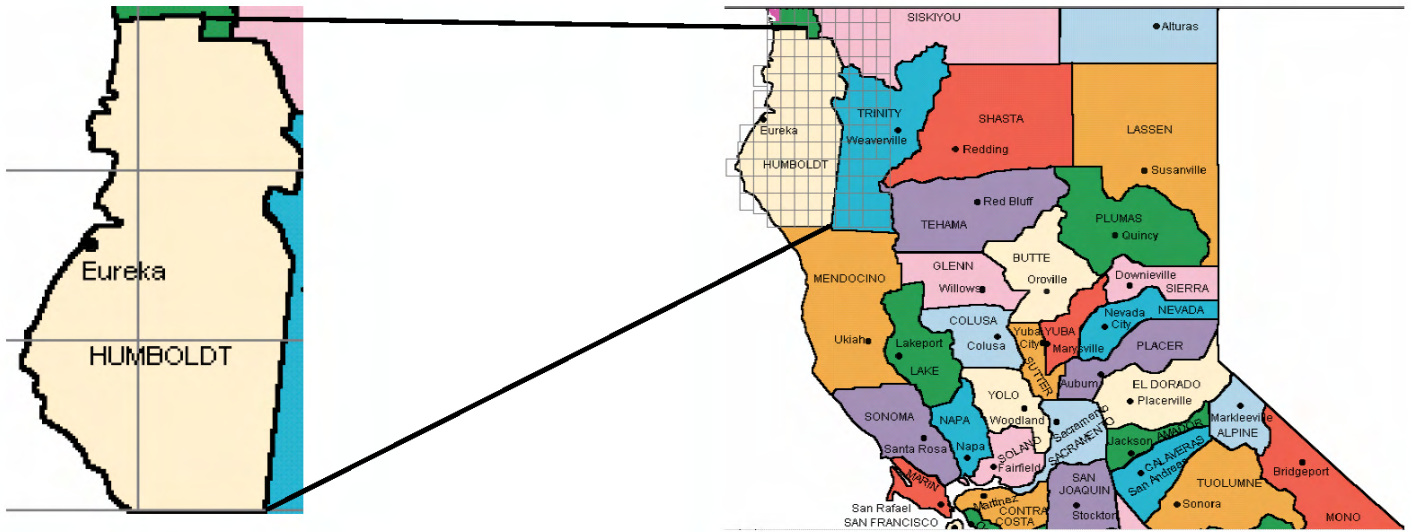 Eureka
HUMBOLDT
SISKIYOU
Alturas
TRINITY
SHASTA
LASSEN
Eureka
Weaverville
Redding
HUMBOLDT
Susanville
Red Bluff
TEHAMA
PLUMAS
Quincy
BUTTE
GLENN
Downieville
MENDOCINO
Willows
Oroville
SIERRA
COLUSA
Nevada
City
NEVADA
Yuba
City
YUBA
Ukiah
Lakeport
Colusa
Marysville
PLACER
LAKE
SUTTER
Auburn
EL DORADO
YOLO
Placerville
SONOMA
NAPA
Woodland
Sacramento
SACRAMENTO
Markleeville
ALPINE
AMADOR
Santa Rosa
Napa
SOLANO
Fairfield
Jackson
CALAVERAS
San Andreas
MARIN
SAN
JOAQUIN
TUOLUMNE
Bridgeport
San Rafael
Martinez
CONTRA
COSTA
Stockton
Sonora
MONO
SAN FRANCISCO